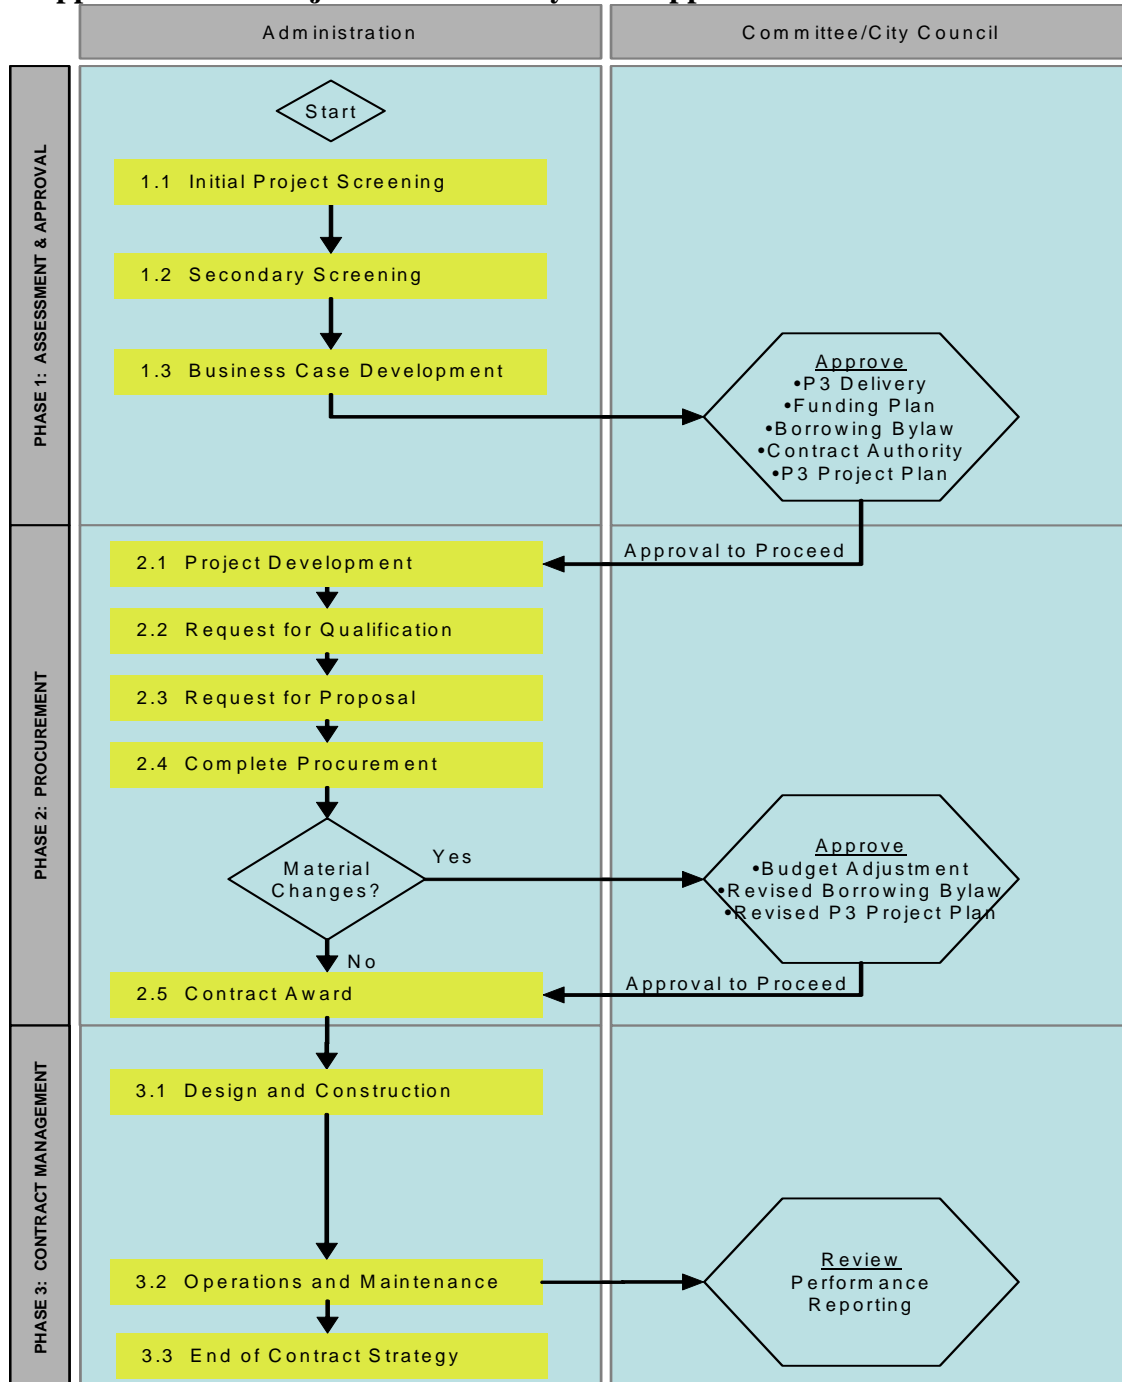 Administration
Committee/City Council
PHASE 1: ASSESSMENT & APPROVAL
Start
1.1 Initial Project Screening
1.2 Secondary Screening
1.3 Business Case Development
Approve
•P3 Delivery
•Funding Plan
•Borrowing Bylaw
•Contract Authority
•P3 Project Plan
PHASE 2: PROCUREMENT
Approval to Proceed
2.1 Project Development
2.2 Request for Qualification
2.3 Request for Proposal
2.4 Complete Procurement
Material
Changes?
Yes
No
Approve
•Budget Adjustment
•Revised Borrowing Bylaw
•Revised P3 Project Plan
Approval to Proceed
2.5 Contract Award
PHASE 3: CONTRACT MANAGEMENT
3.1 Design and Construction
3.2 Operations and Maintenance
Review
Performance
Reporting
3.3 End of Contract Strategy